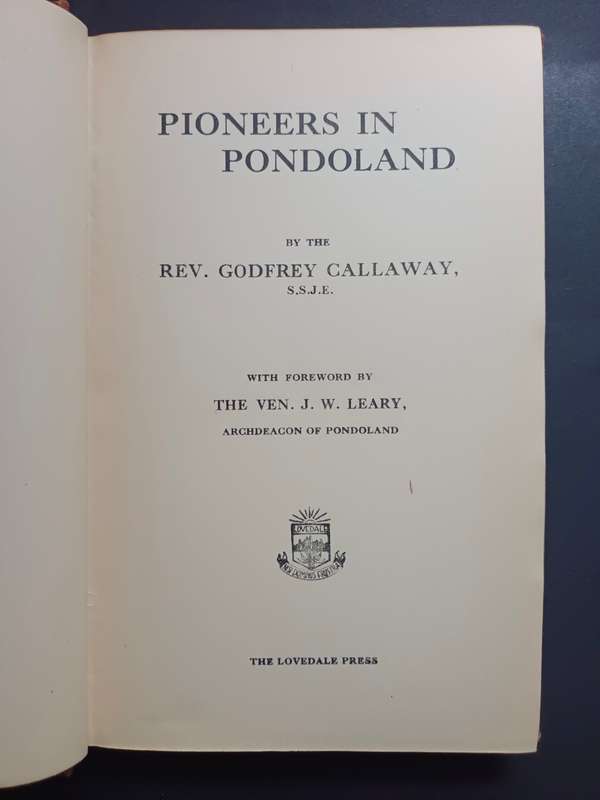 PIONEERS IN
PONDOLAND
BY THE
REV. GODFREY CALLAWAY,
S.S.J.E.
WITH FOREWORD BY
THE VEN. J. W. LEARY,
ARCHDEACON OF PONDOLAND
LOVEDALE
THE LOVEDALE PRESS